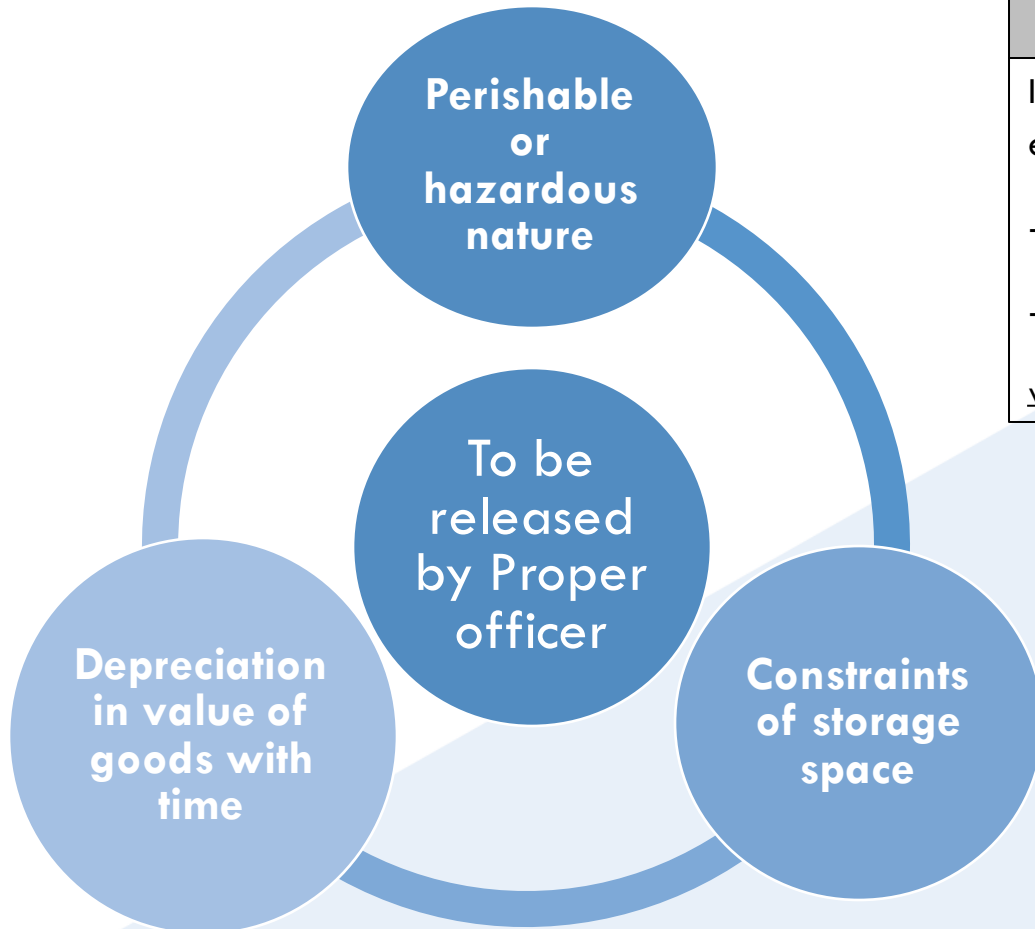 Perishable
or
hazardous
nature
To be
released
by Proper
officer
Depreciation
in value of
goods with
time
Constraints
of storage
space